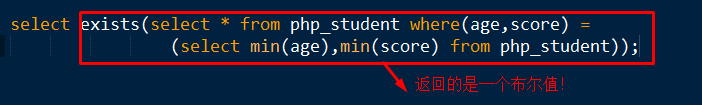 select exists(select * from php_student where(age,score) =
(select min(age),min(score) from php_student));
返回的是一个布尔值!